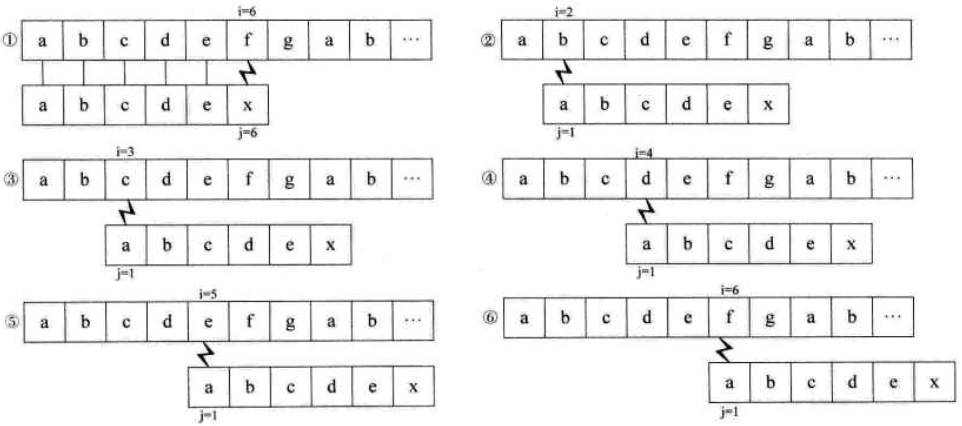 i=6
① a b c d e f g a b ⋯
a b c d e x
j=6
i=2
② a b c d e f g a b ⋯
a b c d e x
j=1
i=3
③ a b c d e f g a b ⋯
a b c d e x
j=1
i=4
④ a b c d e f g a b ⋯
a b c d e x
j=1
i=5
⑤ a b c d e f g a b ⋯
a b c d e x
j=1
i=6
⑥ a b c d e f g a b ⋯
a b c d e x
j=1